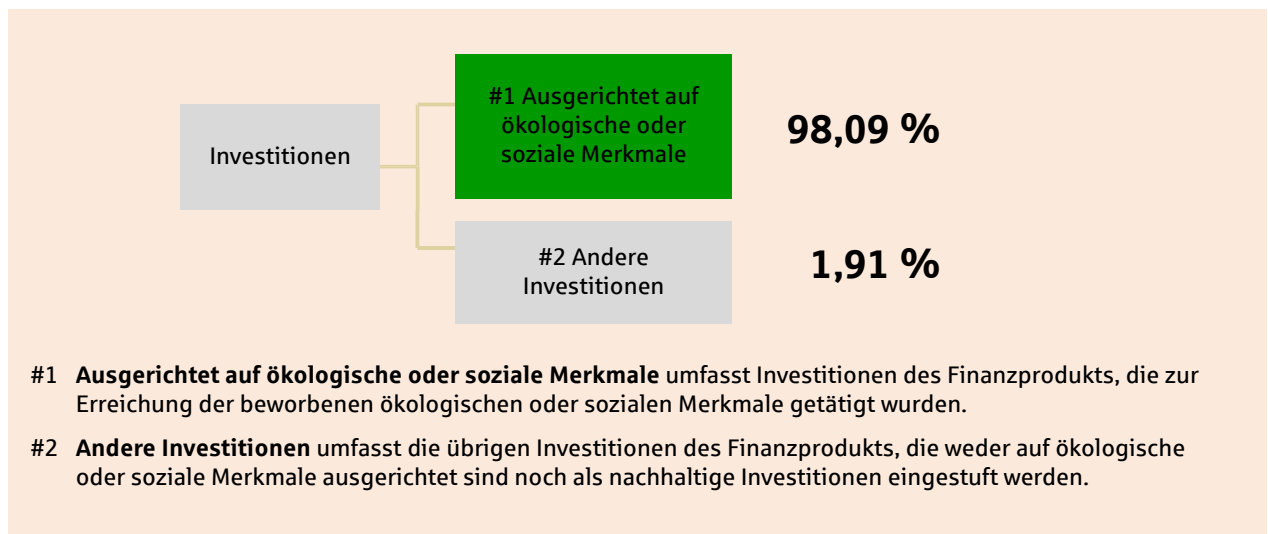 #1 Ausgerichtet auf
ökologische oder
soziale Merkmale
98,09 %
Investitionen
#2 Andere
Investitionen
1,91 %
#1 Ausgerichtet auf ökologische oder soziale Merkmale umfasst Investitionen des Finanzprodukts, die zur
Erreichung der beworbenen ökologischen oder sozialen Merkmale getätigt wurden.
#2 Andere Investitionen umfasst die übrigen Investitionen des Finanzprodukts, die weder auf ökologische
oder soziale Merkmale ausgerichtet sind noch als nachhaltige Investitionen eingestuft werden.